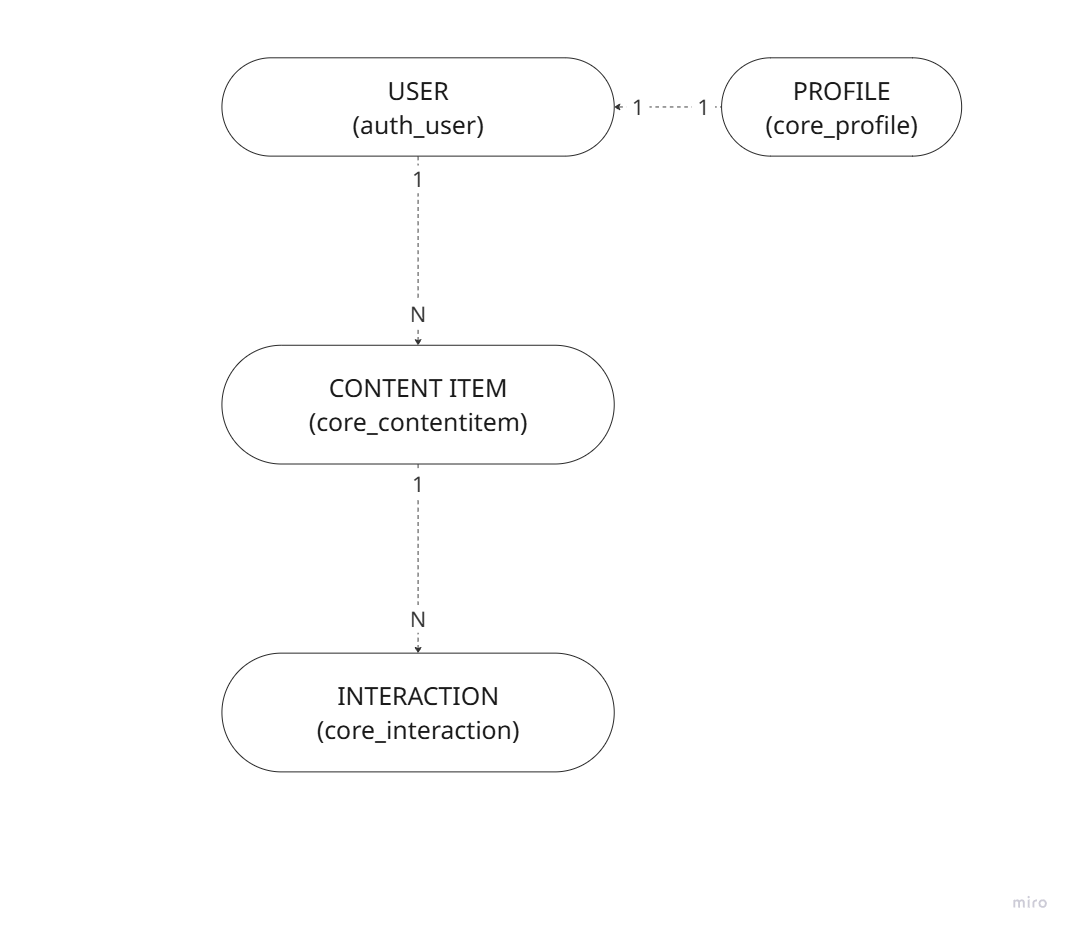 USER
(auth_user)
1
1
PROFILE
(core_profile)
1
N
CONTENT ITEM
(core_contentitem)
1
N
INTERACTION
(core_interaction)
miro